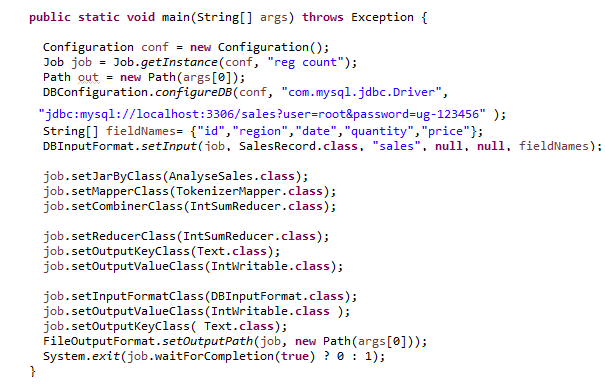 public static void main(String[] args) throws Exception {
Configuration conf = new Configuration();
Job job = Job.getInstance(conf, "reg count");
Path out = new Path(args[0]);
DBConfiguration.configureDB(conf, "com.mysql.jdbc.Driver",
"jdbc:mysql://localhost:3306/sales?user=root&password=ug-123456" );
String[] fieldNames= {"id","region","date","quantity","price"};
DBInputFormat.setInput(job, SalesRecord.class, "sales", null, null, fieldNames);
job.setJarByClass(AnalyseSales.class);
job.setMapperClass(TokenizerMapper.class);
job.setCombinerClass(IntSumReducer.class);
job.setReducerClass(IntSumReducer.class);
job.setOutputKeyClass(Text.class);
job.setOutputValueClass(IntWritable.class);
job.setInputFormatClass(DBInputFormat.class);
job.setOutputValueClass(IntWritable.class );
job.setOutputKeyClass( Text.class);
FileOutputFormat.setOutputPath(job, new Path(args[0]));
System.exit(job.waitForCompletion(true) ? 0 : 1);
}